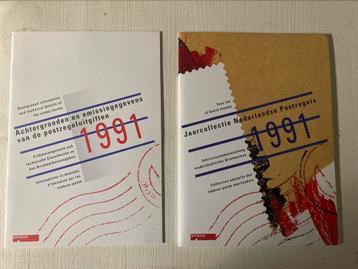 Background information
and technical details of
the stamp issues
Achtergronden en emissiegegevens
van de postzegeluitgiften
1991
Hintergründe und
technische Einzelheiten zu
den Briefmarkenausgaben
Informations et données
d'émission sur les
timbres-poste
Year set
of Dutch stamps
Jaarcollectie Nederlandse Postzegels
1991
Jahreszusammenstellung
niederländischer Briefmarken
Collection annuelle des
timbres-poste néerlandais